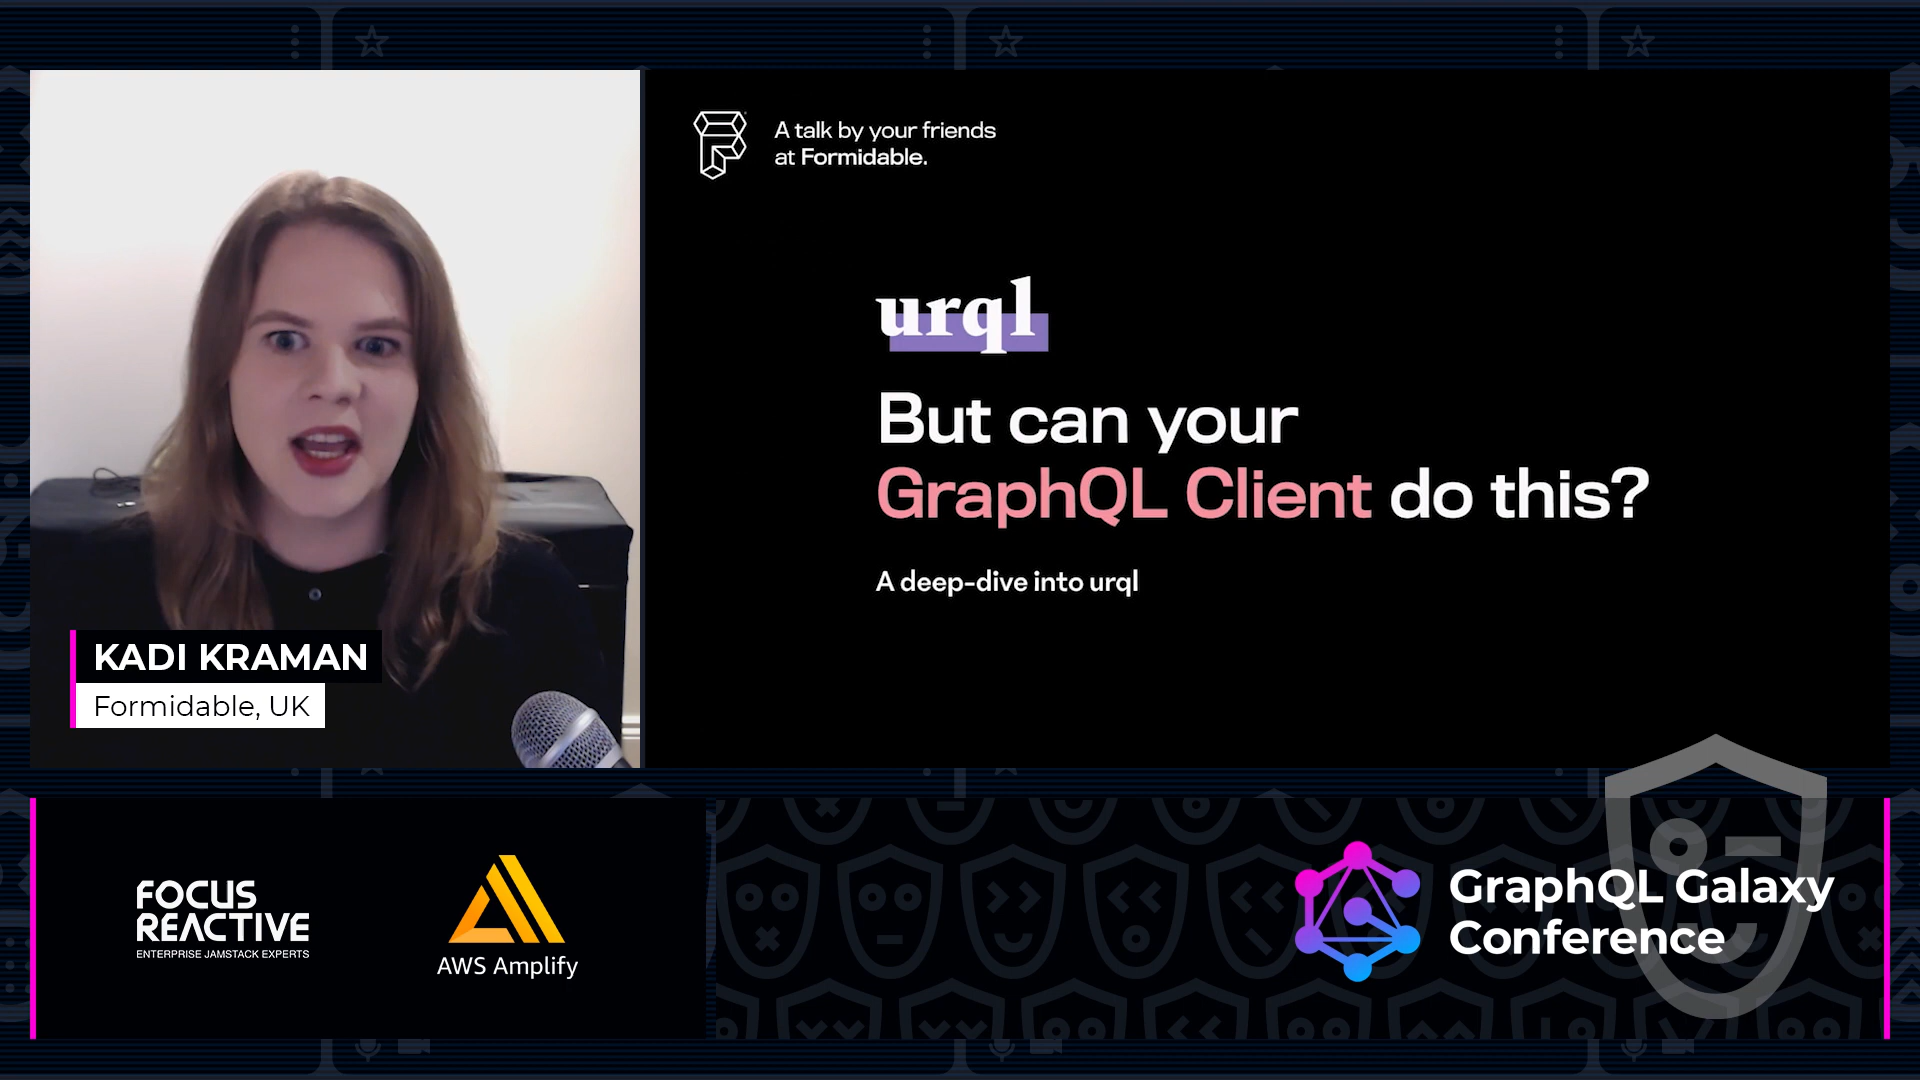 A talk by your friends
at Formidable.
urql
But can your
GraphQL Client do this?
A deep-dive into urql
KADI KRAMAN
Formidable, UK
FOCUS
REACTIVE
ENTERPRISE JAMSTACK EXPERTS
AWS Amplify
GraphQL Galaxy
Conference